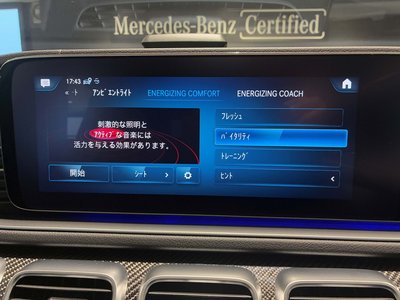 Mercedes-Benz Certified
17:43
« ート アンビエントライト ENERGIZING COMFORT ENERGIZING COACH
刺激的な照明と
アクティブな音楽には
活力を与える効果があります。
開始
シート
フレッシュ
バイタリティ
トレーニング
ヒント